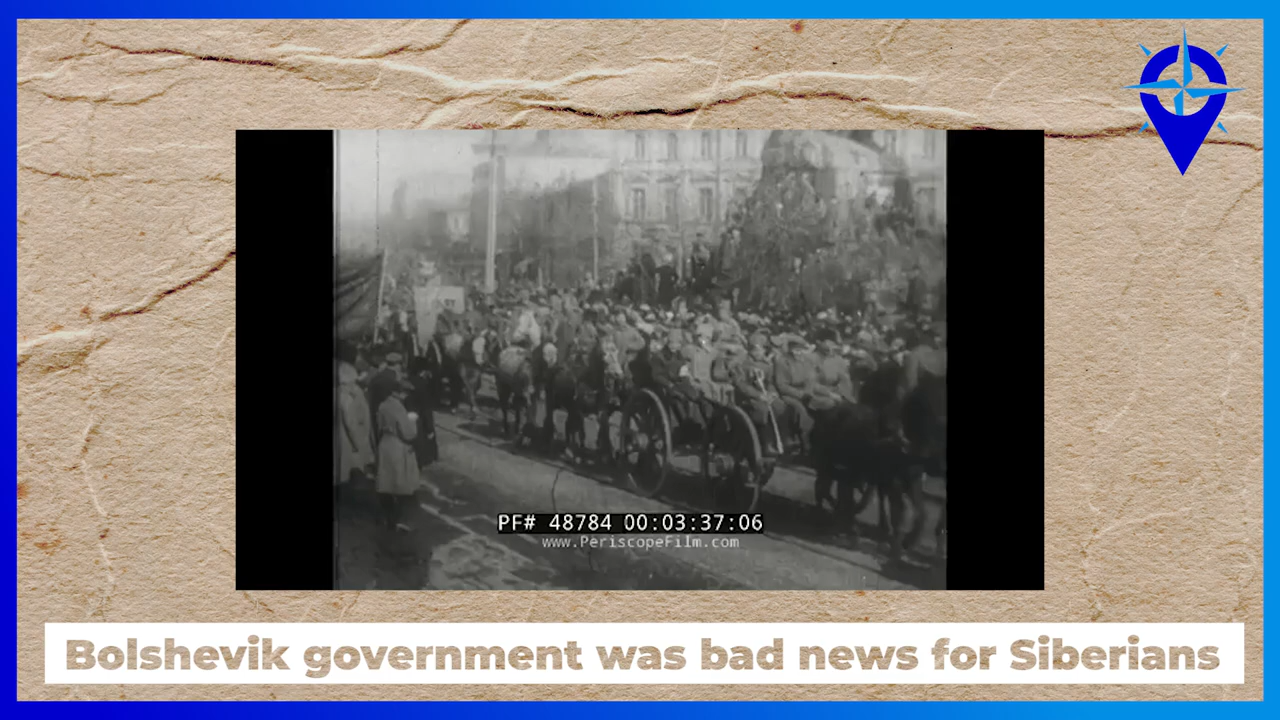 PF# 48784 00:03:37:06
www.PeriscopeFilm.com
Bolshevik government was bad news for Siberians